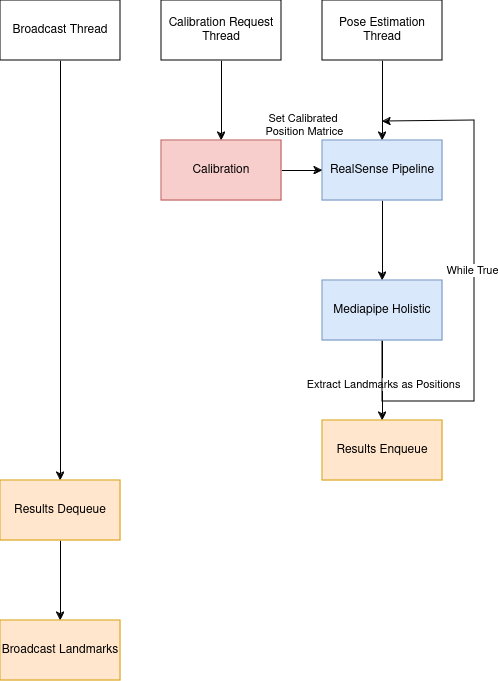 Broadcast Thread
Calibration Request
Thread
Pose Estimation
Thread
Set Calibrated
Position Matrice
Calibration
RealSense Pipeline
While True
Mediapipe Holistic
Extract Landmarks as Positions
Results Enqueue
Results Dequeue
Broadcast Landmarks